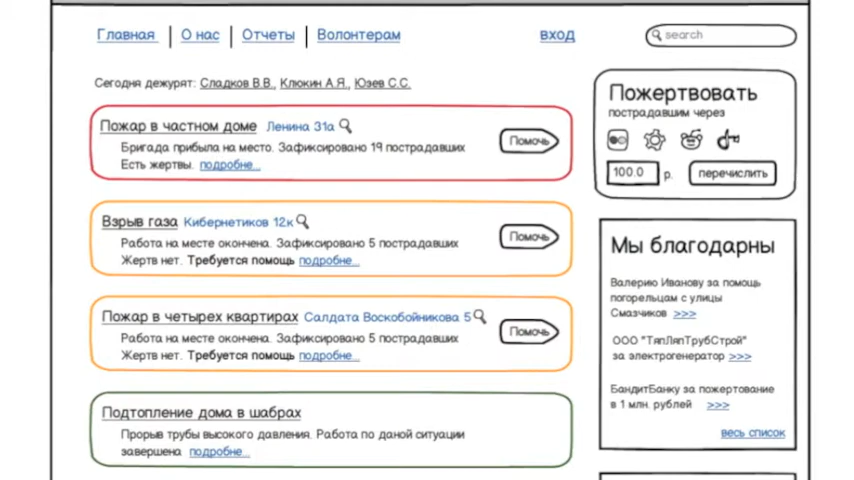 Главная | О нас | Отчеты | Волонтерам
вход
search
Сегодня дежурят: Сладков В.В., Клюкин А.Я., Юзев С.С.
Пожар в частном доме Ленина 31а
Бригада прибыла на место. Зафиксировано 19 пострадавших
Есть жертвы. подробне...
Помочь
Взрыв газа Кибернетиков 12к
Работа на месте окончена. Зафиксировано 5 пострадавших
Жертв нет. Требуется помощь подробне...
Помочь
Пожар в четырех квартирах Салдата Воскобойникова 5
Работа на месте окончена. Зафиксировано 5 пострадавших
Жертв нет. Требуется помощь подробне...
Помочь
Подтопление дома в шабрах
Прорыв трубы высокого давления. Работа по даной ситуации
завершена подробне...
Пожертвовать
пострадавшим через
100.0 р. перечислить
Мы благодарны
Валерию Иванову за помощь
погорельцам с улицы
Смазчиков >>>
ООО "ТяпЛяпТрубСтрой"
за электрогенератор >>>
БандитБанку за пожертование
в 1 млн. рублей >>>
весь список